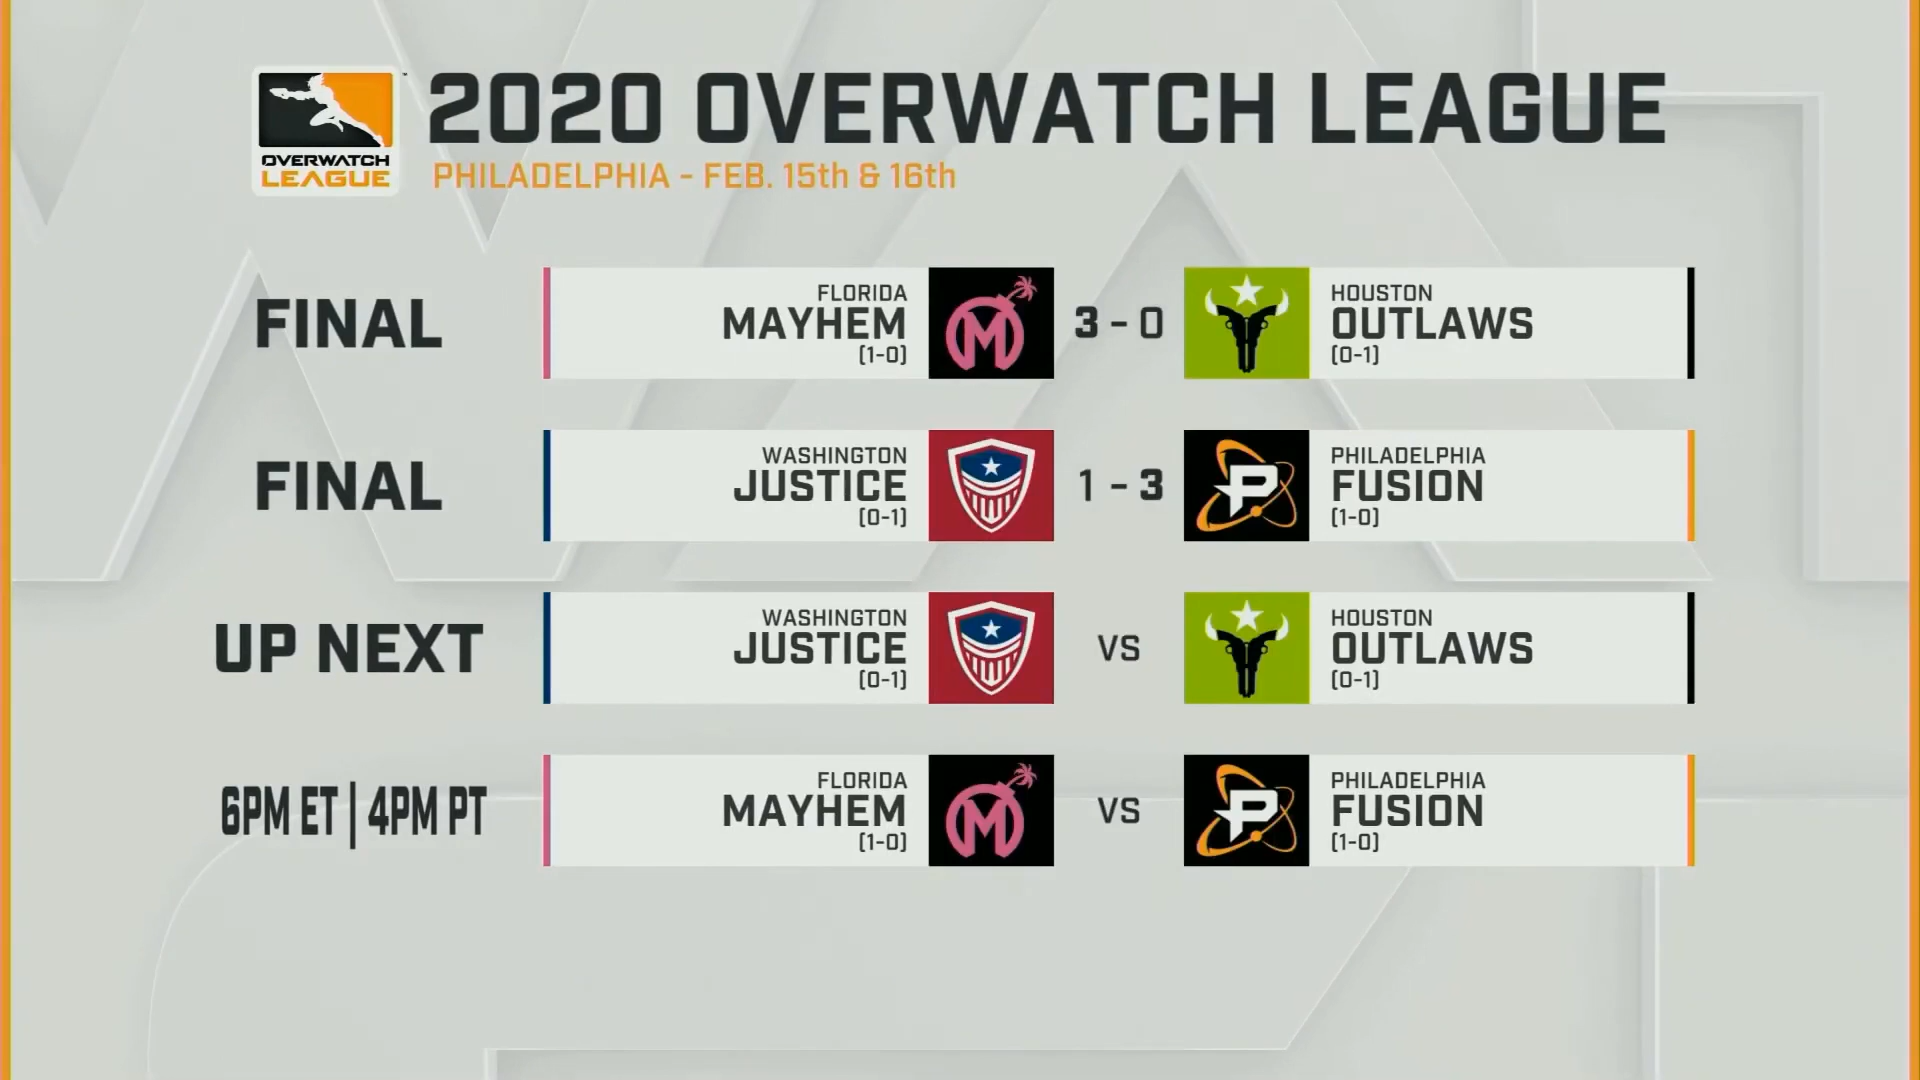 OVERWATCH
LEAGUE
™
2020 OVERWATCH LEAGUE
PHILADELPHIA - FEB. 15th & 16th
FINAL
FLORIDA
MAYHEM
[1-0]
M
3 - 0
HOUSTON
OUTLAWS
[0-1]
FINAL
WASHINGTON
JUSTICE
[0-1]
1 - 3
P
PHILADELPHIA
FUSION
[1-0]
UP NEXT
WASHINGTON
JUSTICE
[0-1]
VS
HOUSTON
OUTLAWS
[0-1]
6PM ET | 4PM PT
FLORIDA
MAYHEM
[1-0]
M
VS
P
PHILADELPHIA
FUSION
[1-0]